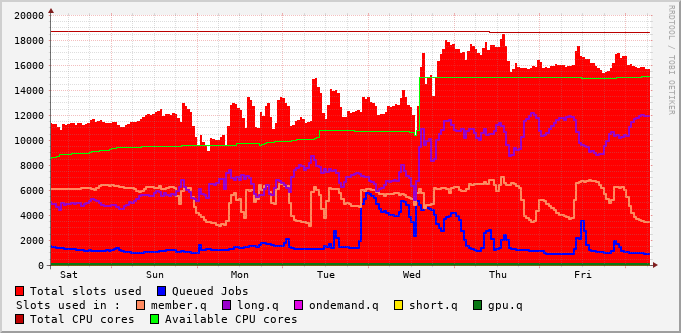 20000
18000
16000
14000
12000
10000
8000
6000
4000
2000
0
Sat Sun Mon Tue Wed Thu Fri
RRDTOOL / TOBI OETIKER
Total slots used Queued Jobs
Slots used in : member.q long.q ondemand.q short.q gpu.q
Total CPU cores Available CPU cores